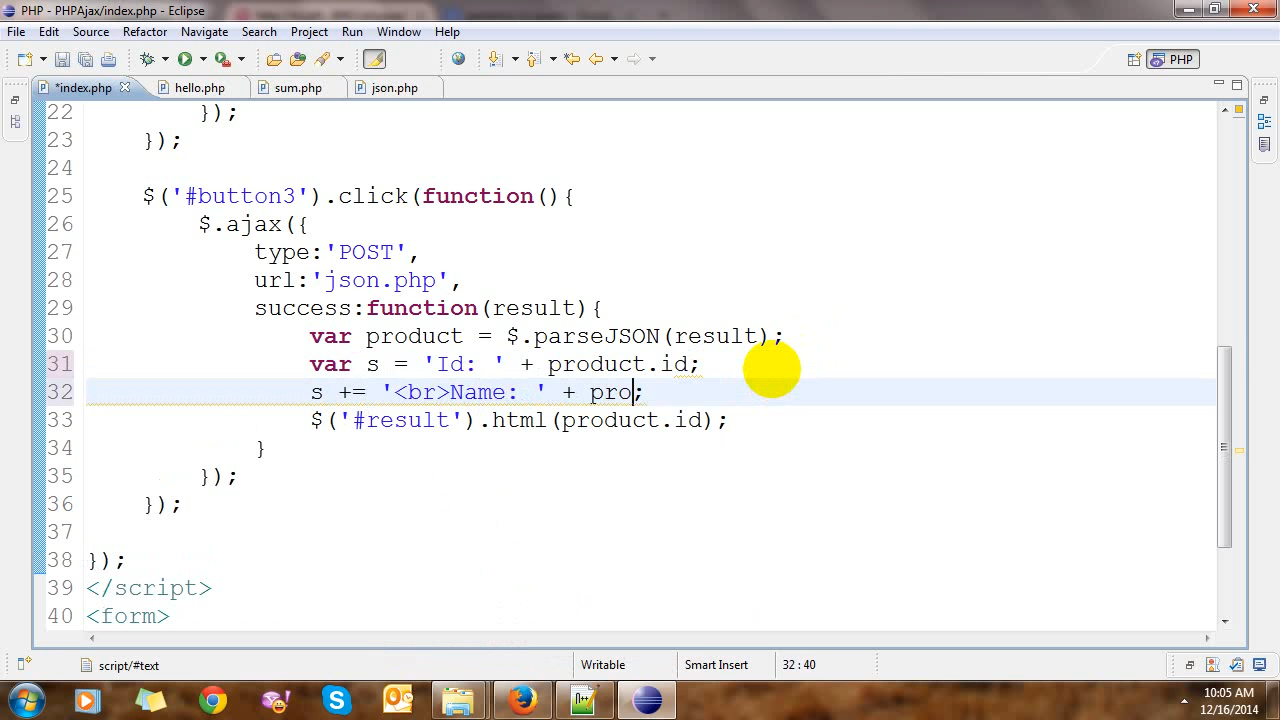 PHP - PHPAjax/index.php - Eclipse
File Edit Source Refactor Navigate Search Project Run Window Help
PHP
*index.php hello.php sum.php json.php
22 });
23 });
24
25 $('#button3').click(function(){
26 $.ajax({
27 type:'POST',
28 url:'json.php',
29 success:function(result){
30 var product = $.parseJSON(result);
31 var s = 'Id: ' + product.id;
32 s += '<br>Name: ' + pro;
33 $('#result').html(product.id);
34 }
35 });
36 });
37
38 });
39 </script>
40 <form>
script/#text Writable Smart Insert 32 : 40
10:05 AM
12/16/2014